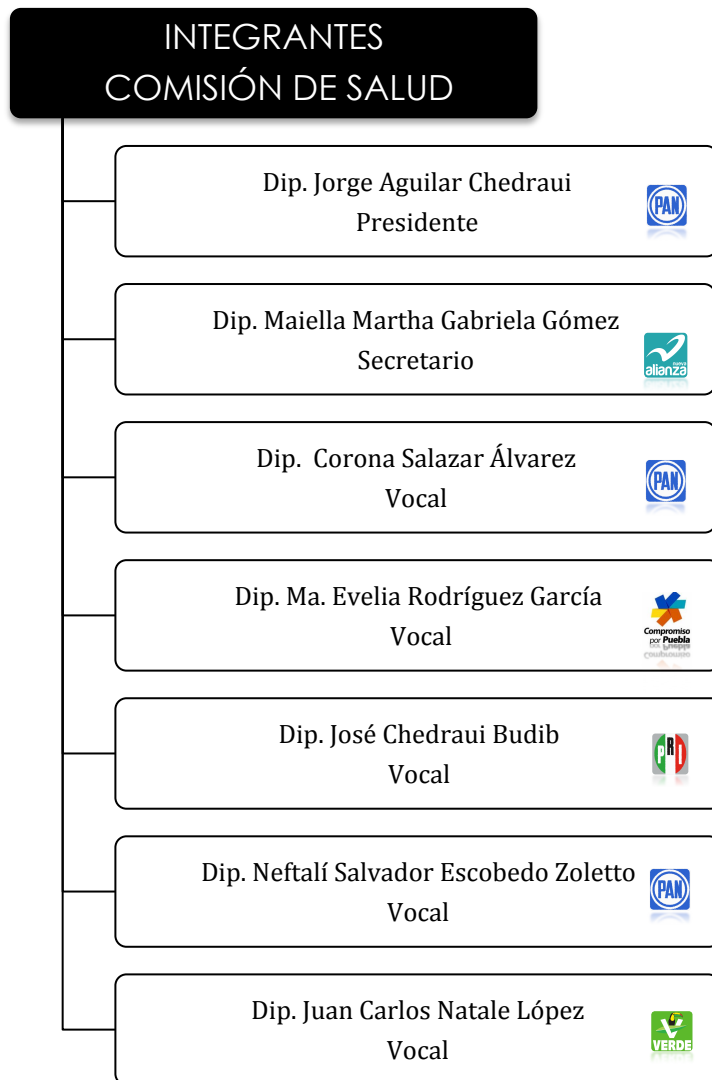 INTEGRANTES
COMISIÓN DE SALUD
Dip. Jorge Aguilar Chedraui
Presidente
PAN
Dip. Maiella Martha Gabriela Gómez
Secretario
nueva
alianza
Dip. Corona Salazar Álvarez
Vocal
PAN
Dip. Ma. Evelia Rodríguez García
Vocal
Compromiso
por Puebla
Dip. José Chedraui Budib
Vocal
PRI
Dip. Neftalí Salvador Escobedo Zoletto
Vocal
PAN
Dip. Juan Carlos Natale López
Vocal
VERDE